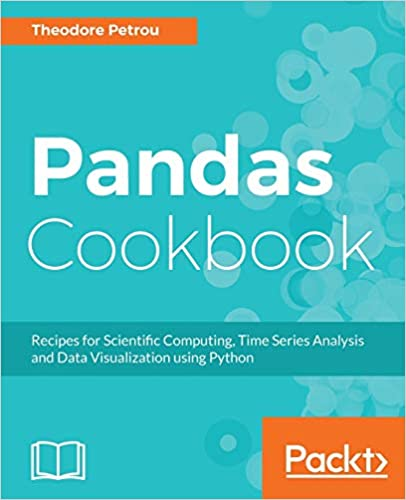 Theodore Petrou
Pandas
Cookbook
Recipes for Scientific Computing, Time Series Analysis
and Data Visualization using Python
Packt>